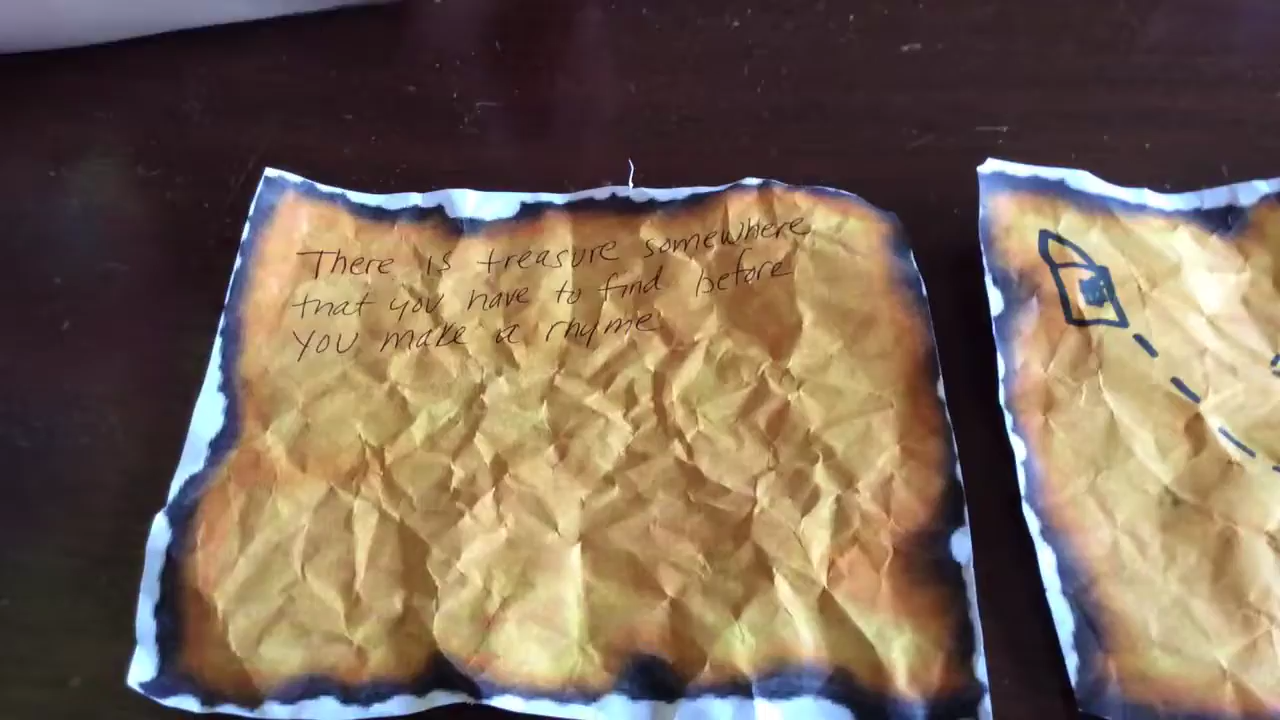 There is treasure somewhere
that you have to find before
you make a rhyme